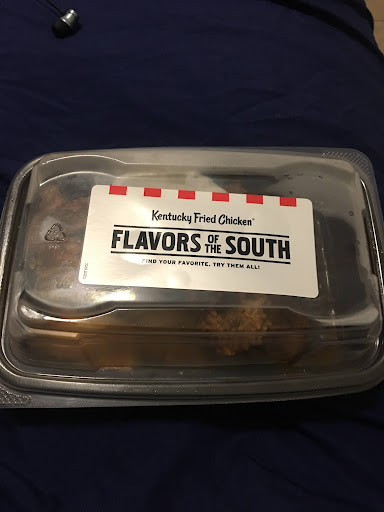 Kentucky Fried Chicken
FLAVORS OF THE SOUTH
FIND YOUR FAVORITE. TRY THEM ALL!